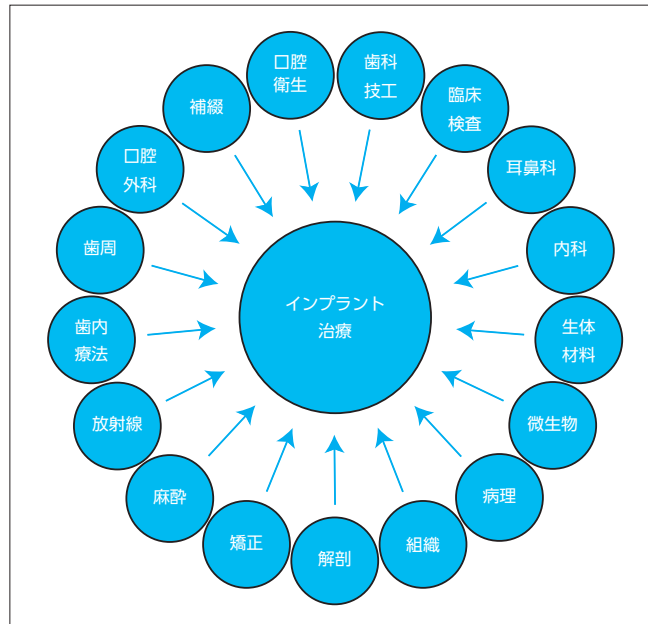 口腔
衛生
歯科
技工
臨床
検査
耳鼻科
内科
生体
材料
微生物
病理
組織
解剖
矯正
麻酔
放射線
歯内
療法
歯周
口腔
外科
補綴
インプラント
治療